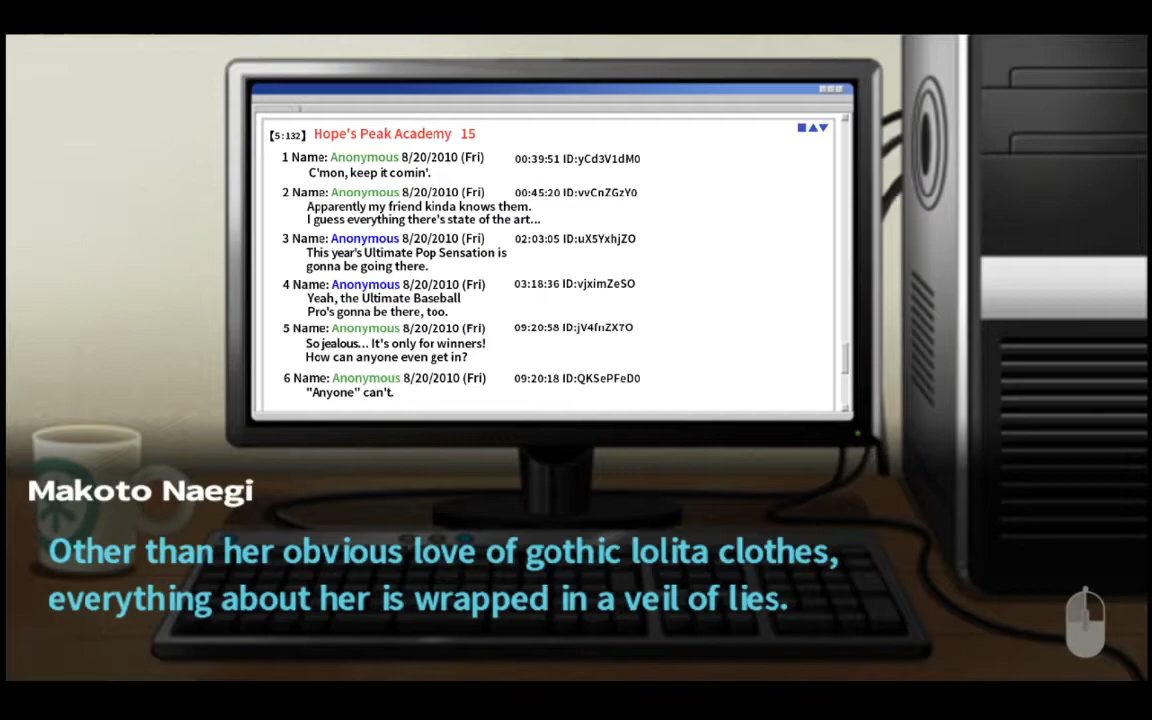 【5:132】 Hope's Peak Academy 15
1 Name: Anonymous 8/20/2010 (Fri) 00:39:51 ID:yCd3V1dM0
C'mon, keep it comin'.
2 Name: Anonymous 8/20/2010 (Fri) 00:45:20 ID:vvCnZGzY0
Apparently my friend kinda knows them.
I guess everything there's state of the art...
3 Name: Anonymous 8/20/2010 (Fri) 02:03:05 ID:uX5YxhjZO
This year's Ultimate Pop Sensation is
gonna be going there.
4 Name: Anonymous 8/20/2010 (Fri) 03:18:36 ID:vjximZeSO
Yeah, the Ultimate Baseball
Pro's gonna be there, too.
5 Name: Anonymous 8/20/2010 (Fri) 09:20:58 ID:jV4fnZX7O
So jealous... It's only for winners!
How can anyone even get in?
6 Name: Anonymous 8/20/2010 (Fri) 09:20:18 ID:QKSePFeD0
"Anyone" can't.
Makoto Naegi
Other than her obvious love of gothic lolita clothes,
everything about her is wrapped in a veil of lies.